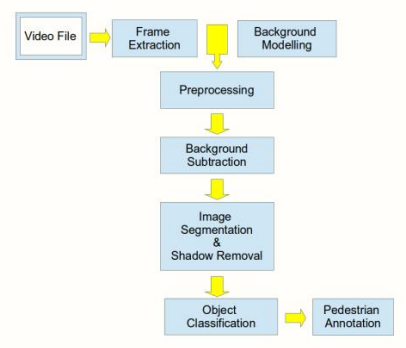 Video File
Frame
Extraction
Background
Modelling
Preprocessing
Background
Subtraction
Image
Segmentation
&
Shadow Removal
Object
Classification
Pedestrian
Annotation